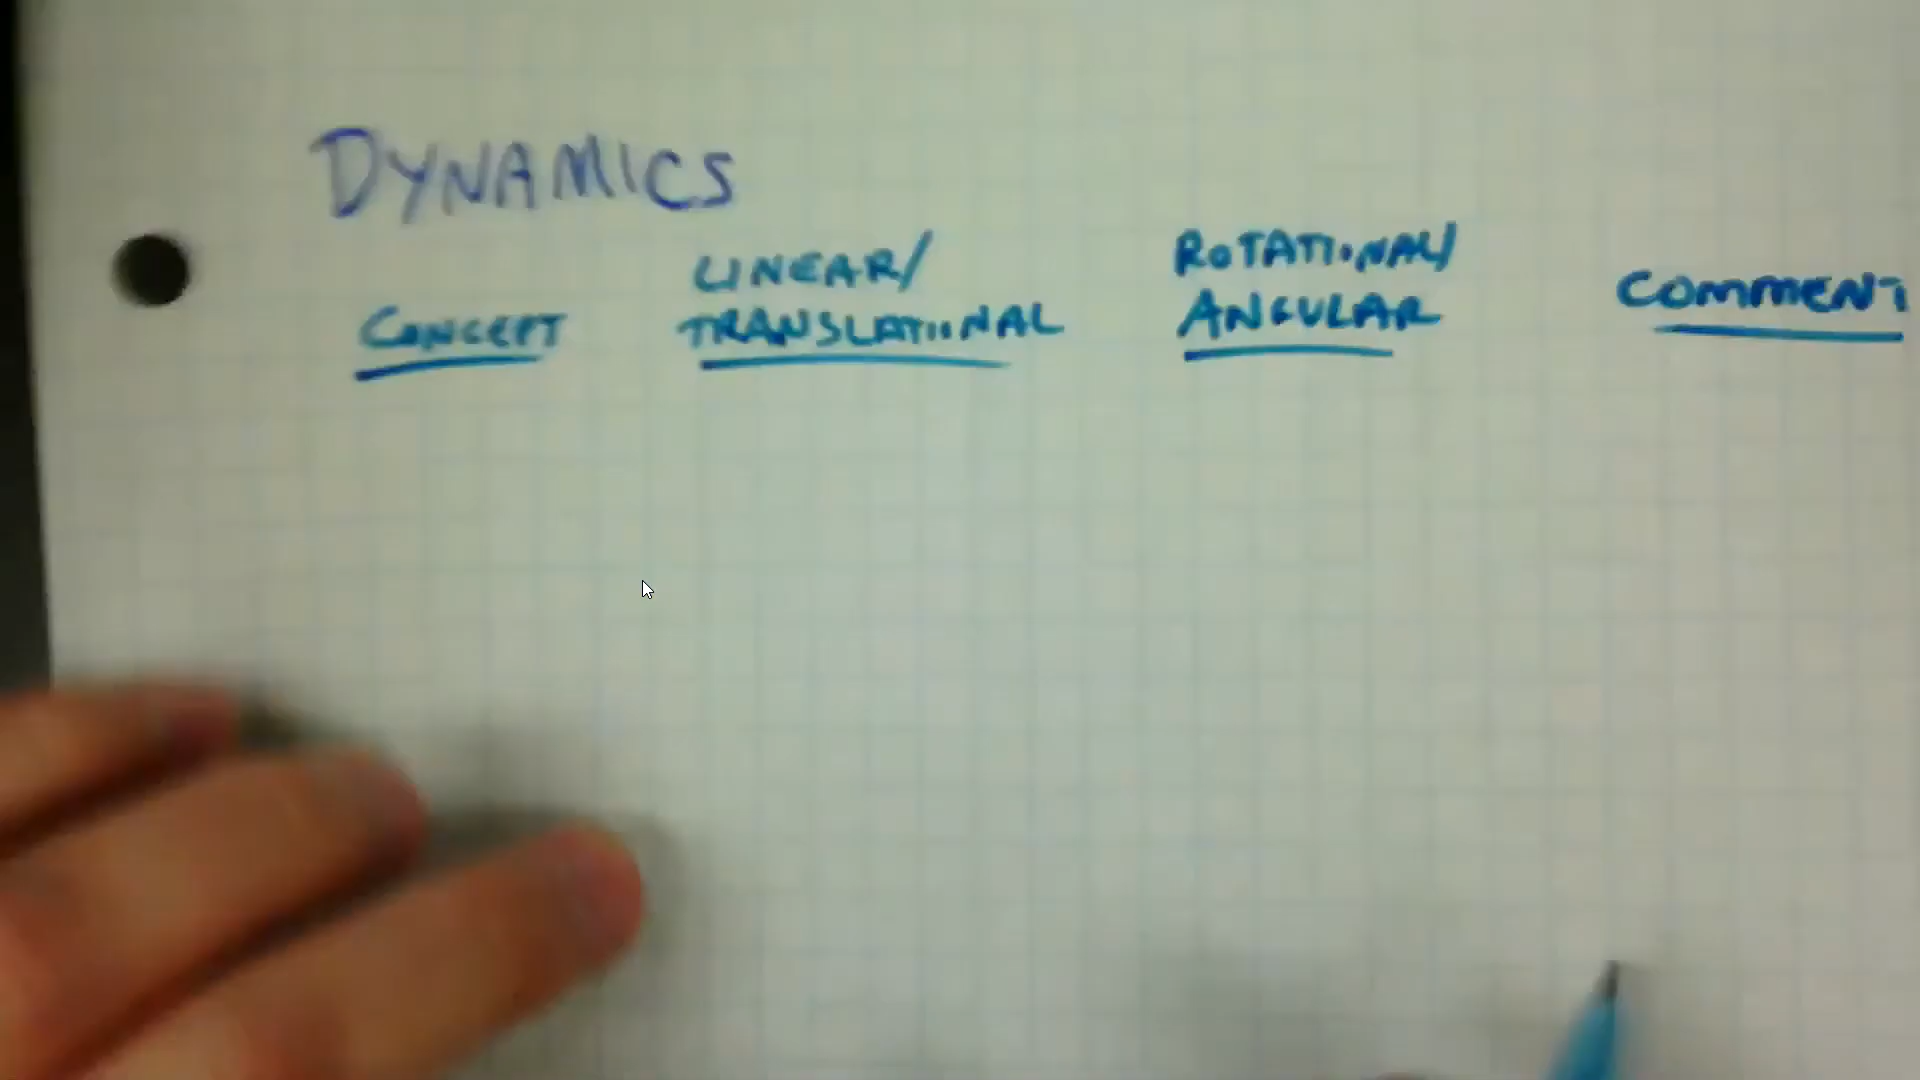 DYNAMICS
CONCEPT
LINEAR/
TRANSLATIONAL
ROTATIONAL/
ANGULAR
COMMENT